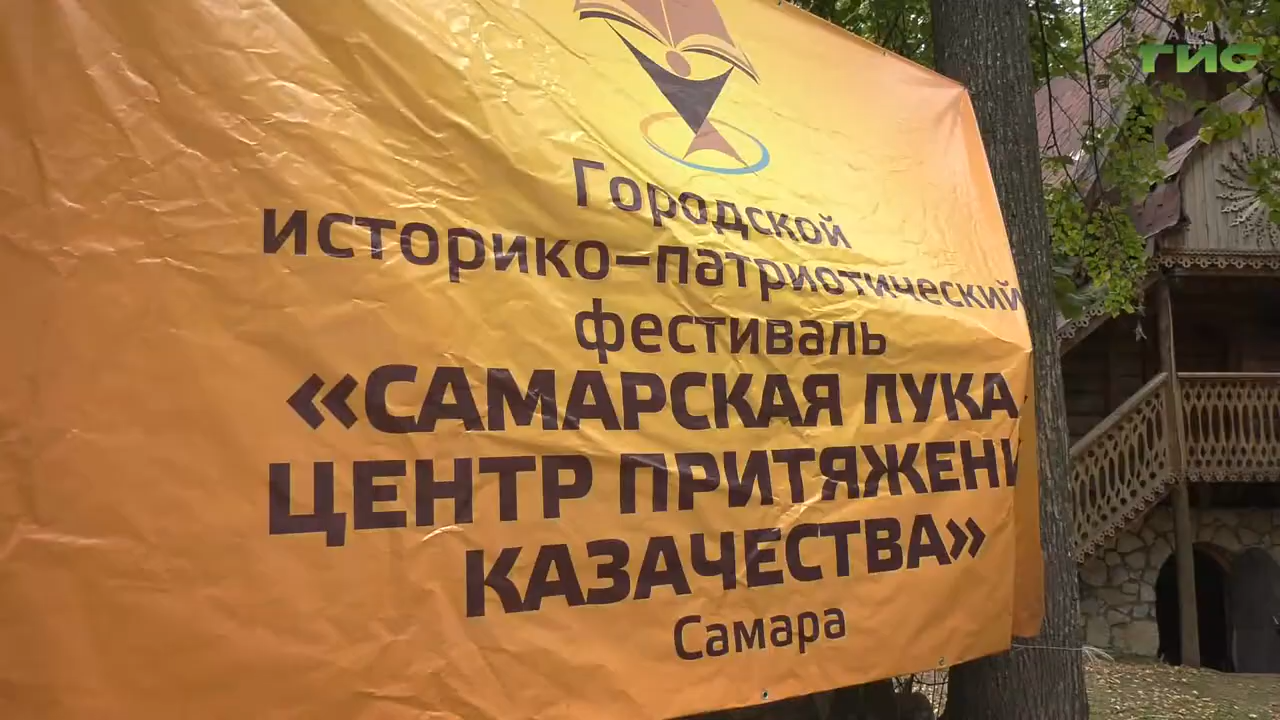 ГИС
Городской
историко-патриотический
фестиваль
«САМАРСКАЯ ЛУКА
ЦЕНТР ПРИТЯЖЕНИ
КАЗАЧЕСТВА»
Самара